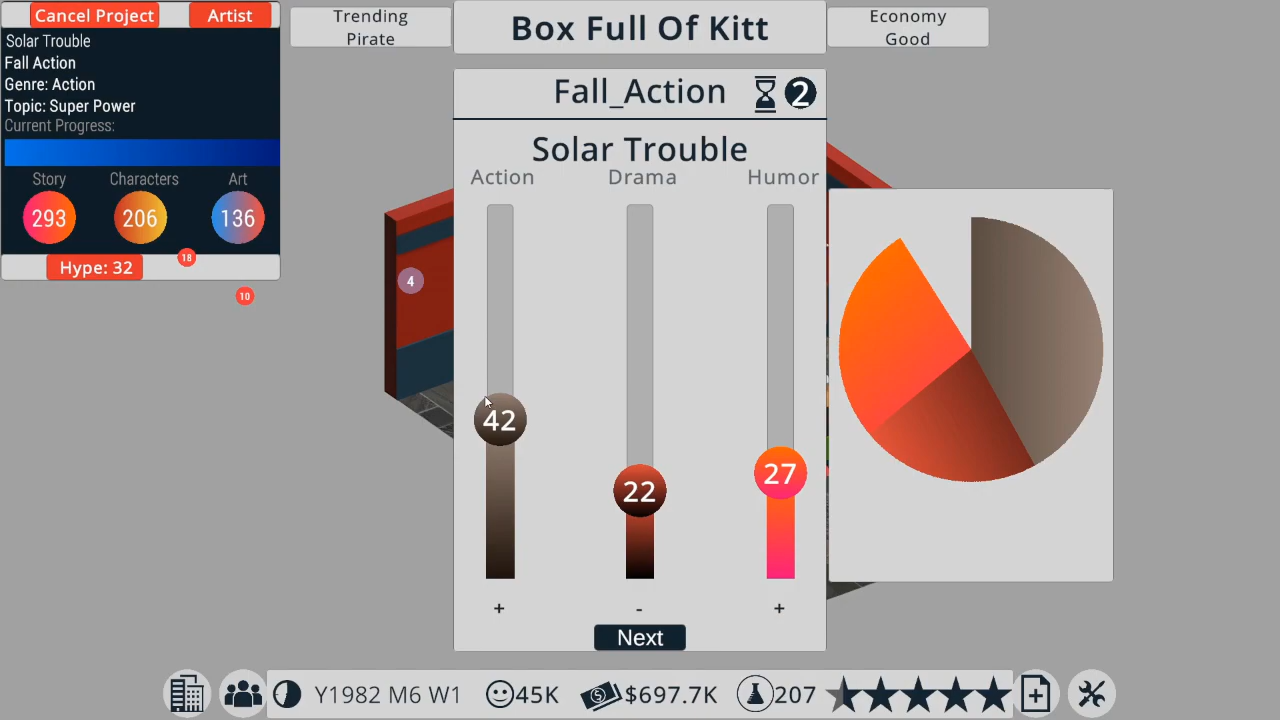 Cancel Project
Artist
Solar Trouble
Fall Action
Genre: Action
Topic: Super Power
Current Progress:
Story
Characters
Art
293
206
136
Hype: 32
18
10
4
Trending
Pirate
Box Full Of Kitt
Economy
Good
Fall_Action
2
Solar Trouble
Action
Drama
Humor
42
22
27
+
-
+
Next
Y1982 M6 W1
45K
$697.7K
207